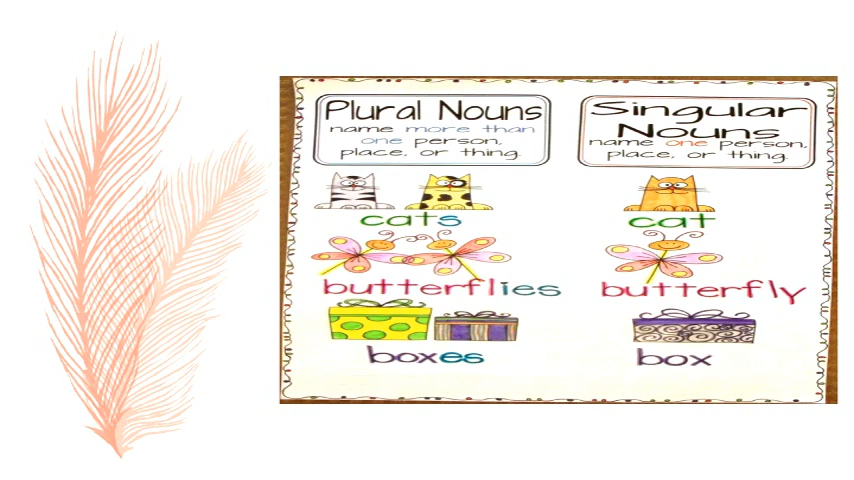 Plural Nouns
name more than
one person,
place, or thing.
cats
butterflies
boxes
Singular
Nouns
name one person,
place, or thing.
cat
butterfly
box